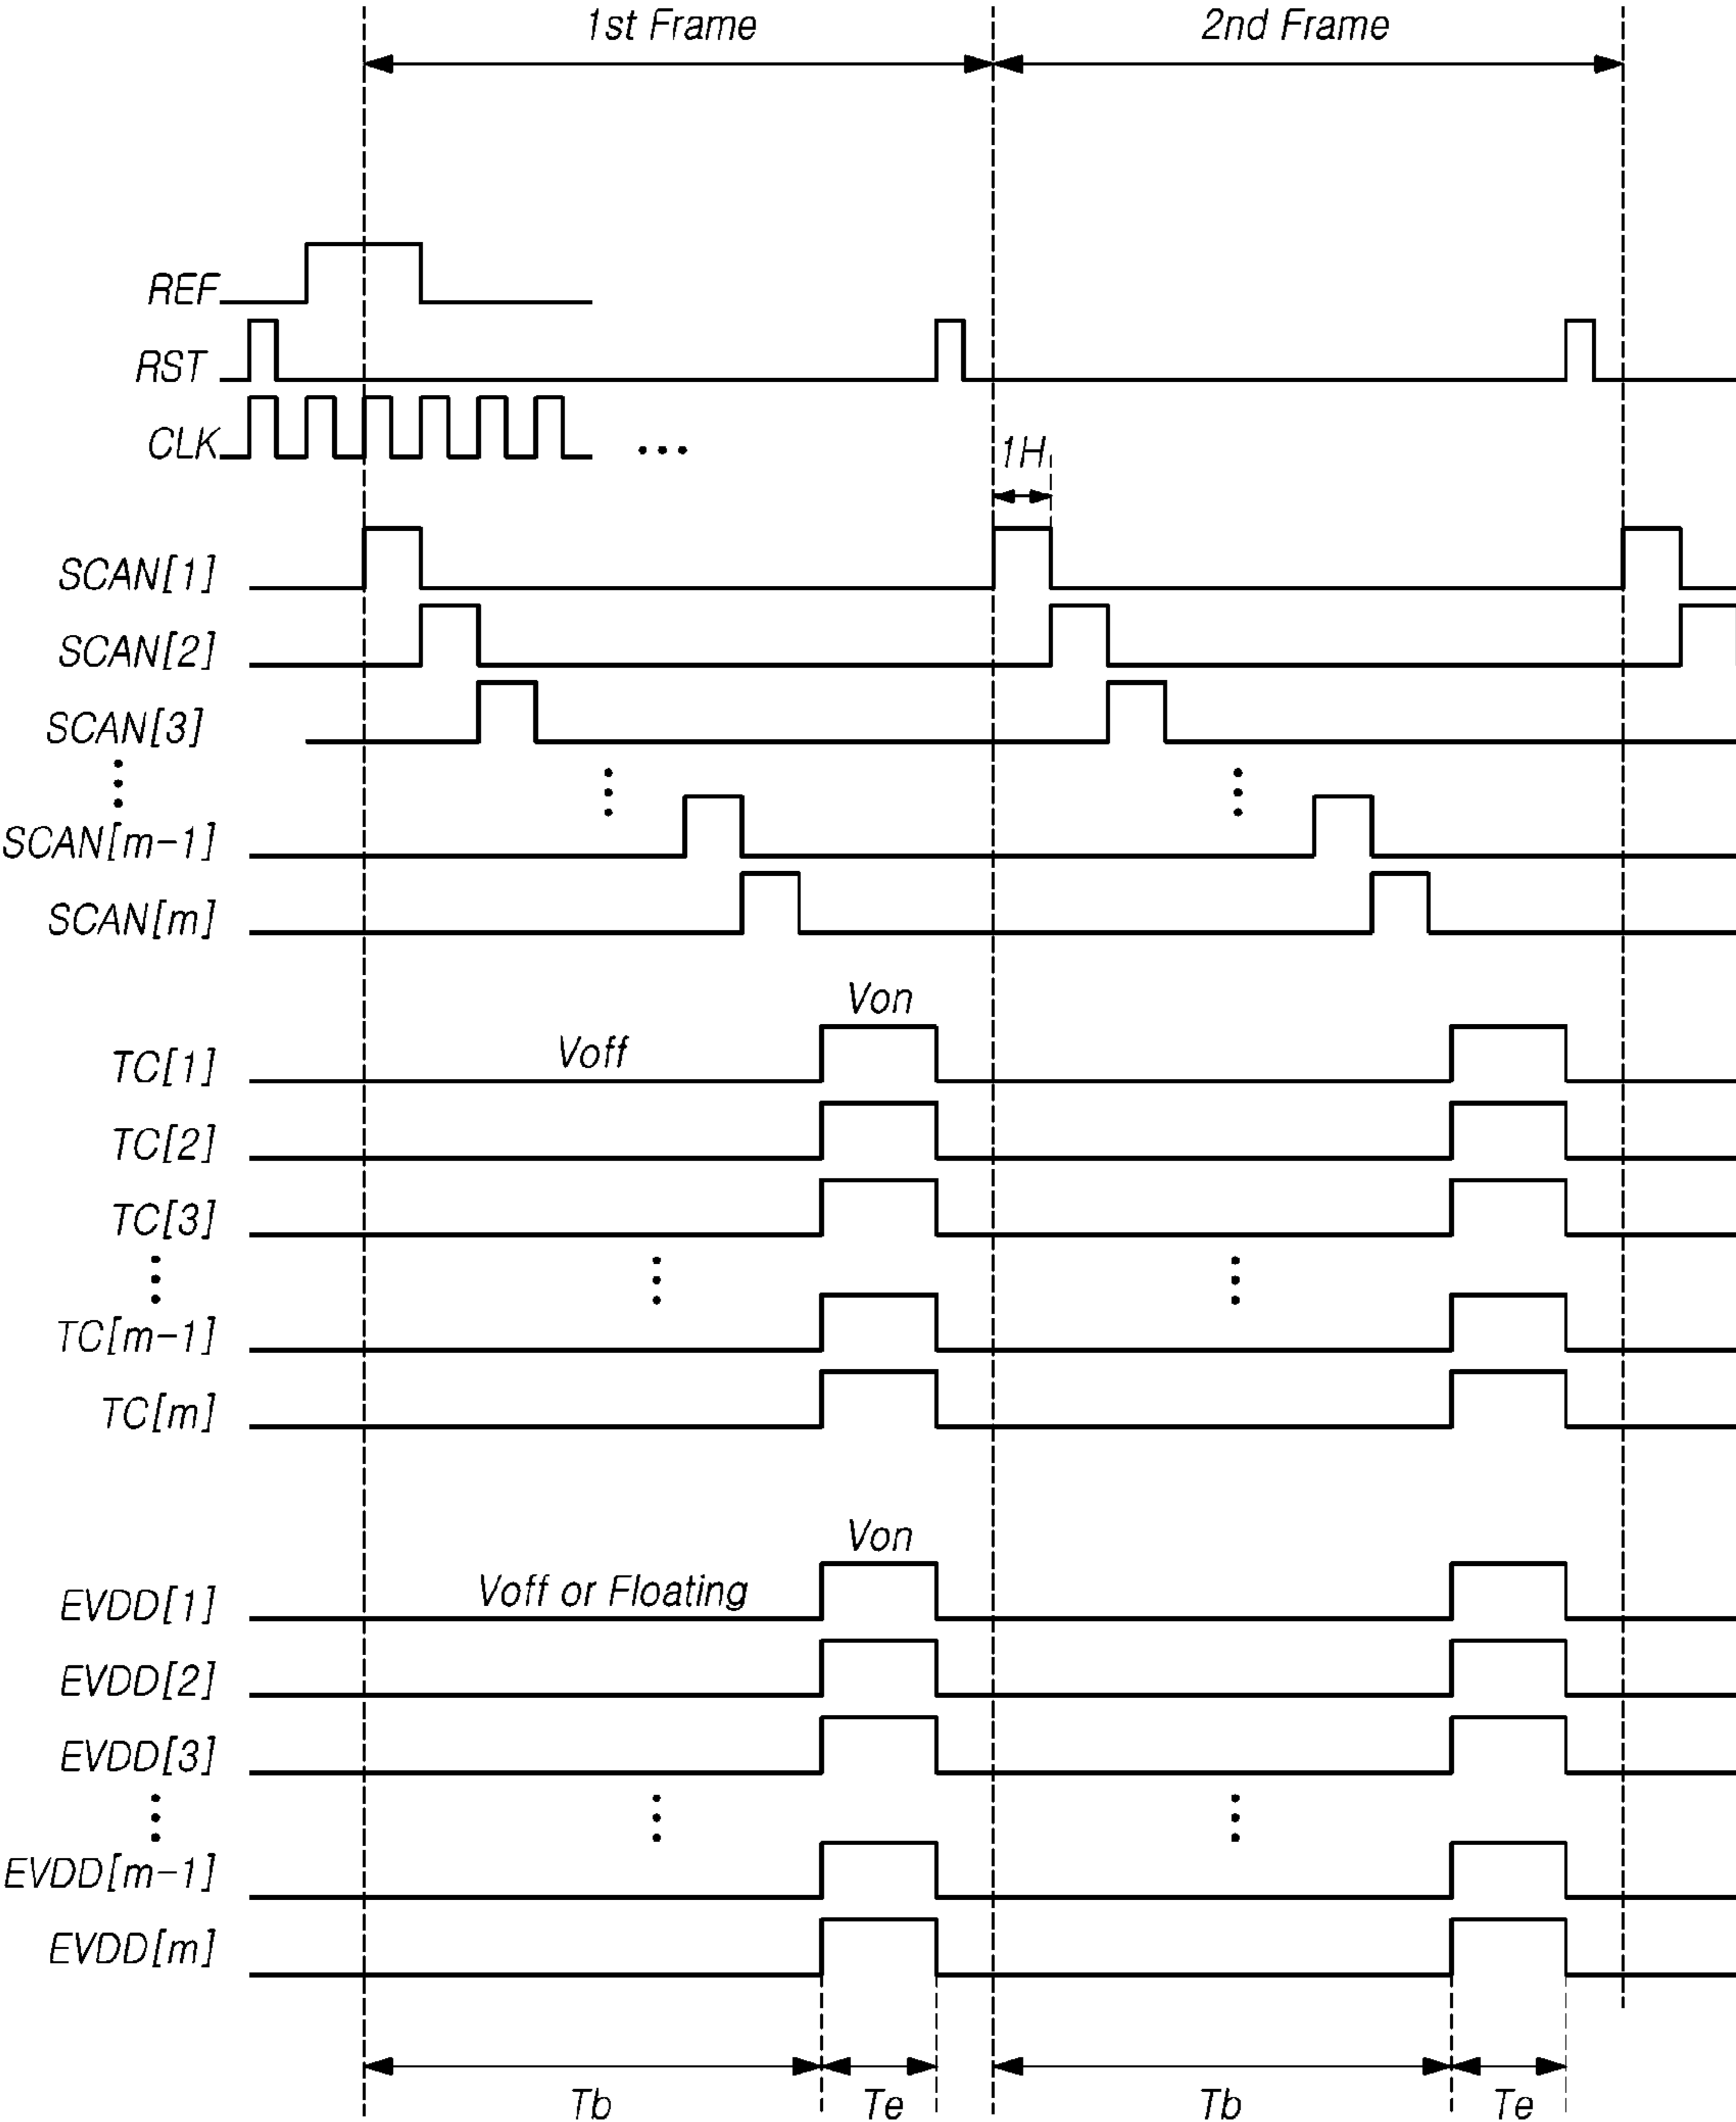 1st Frame 2nd Frame
REF
RST
CLK
1H
SCAN[1]
SCAN[2]
SCAN[3]
SCAN[m-1]
SCAN[m]
Von
Voff
TC[1]
TC[2]
TC[3]
TC[m-1]
TC[m]
Von
Voff or Floating
EVDD[1]
EVDD[2]
EVDD[3]
EVDD[m-1]
EVDD[m]
Tb Te Tb Te